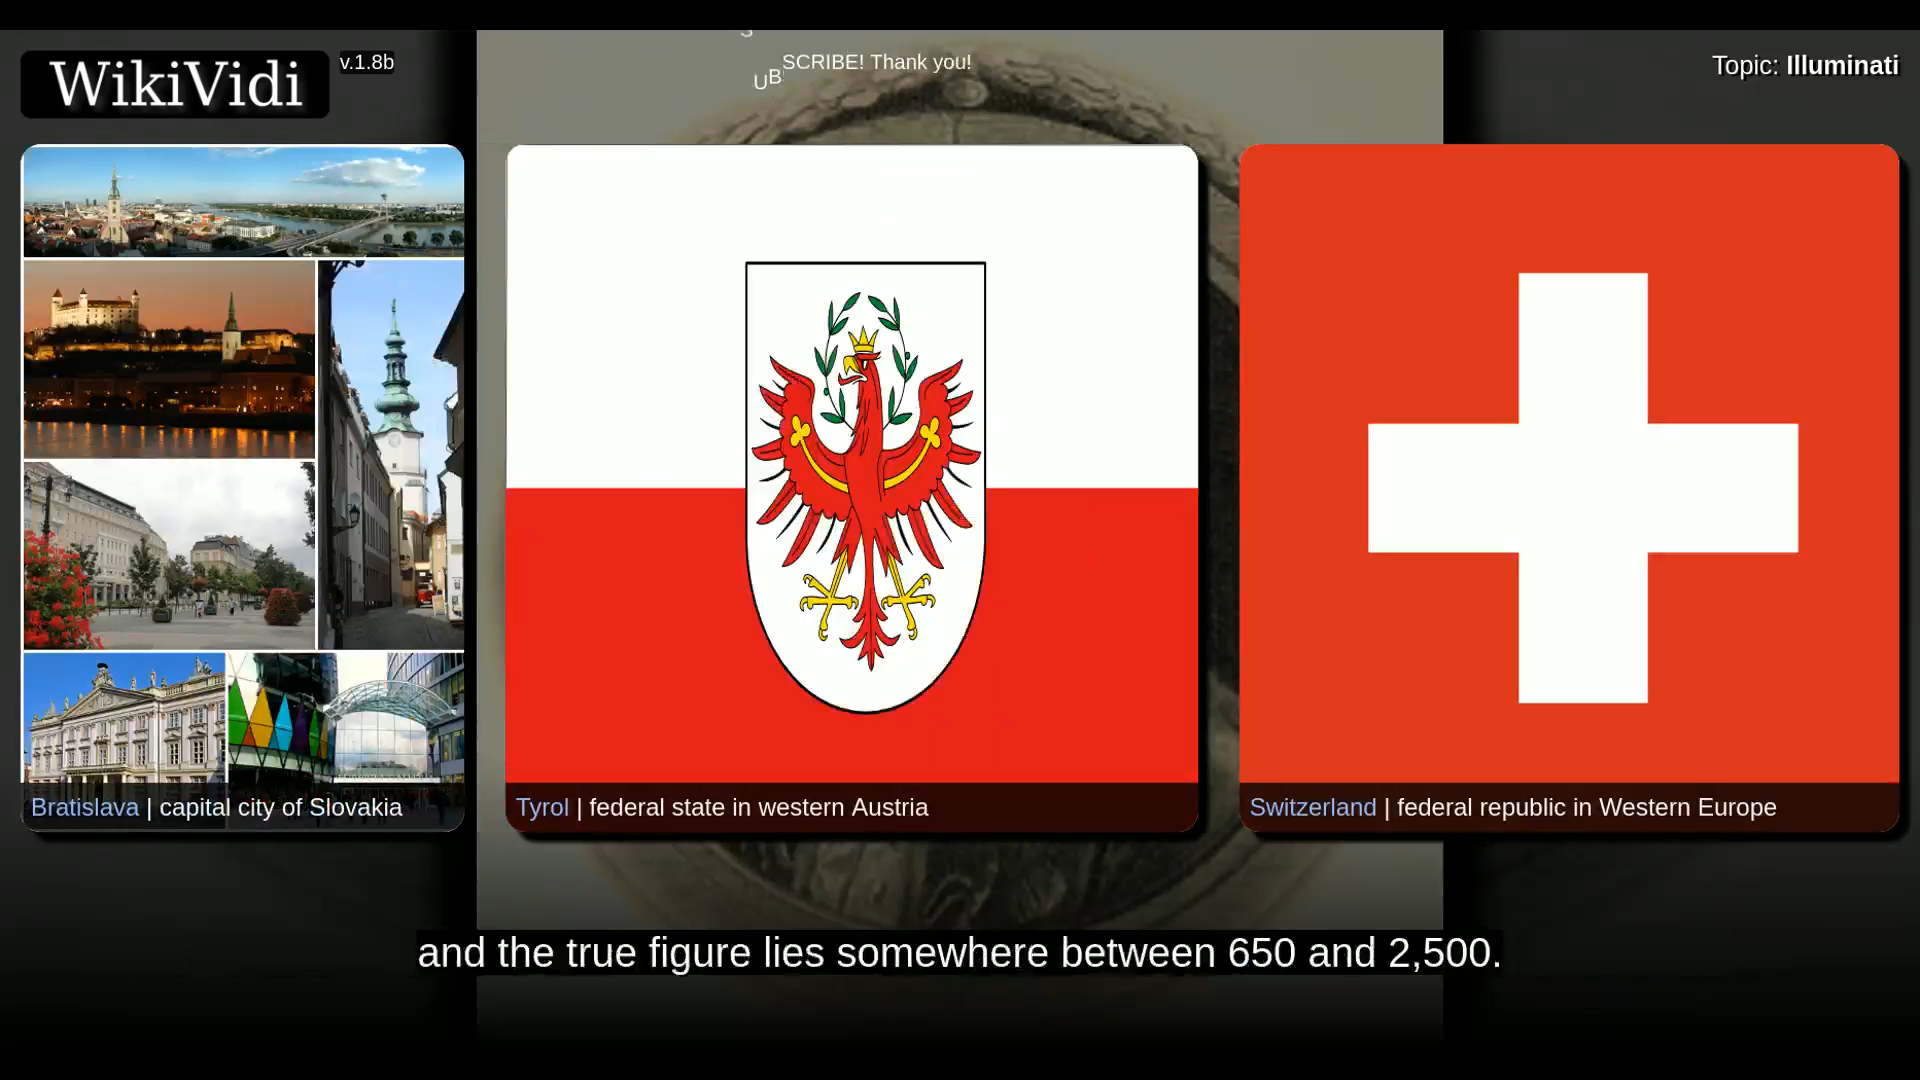 WikiVidi
v.1.8b
S
UB
SCRIBE! Thank you!
Topic: Illuminati
Bratislava | capital city of Slovakia
Tyrol | federal state in western Austria
Switzerland | federal republic in Western Europe
and the true figure lies somewhere between 650 and 2,500.